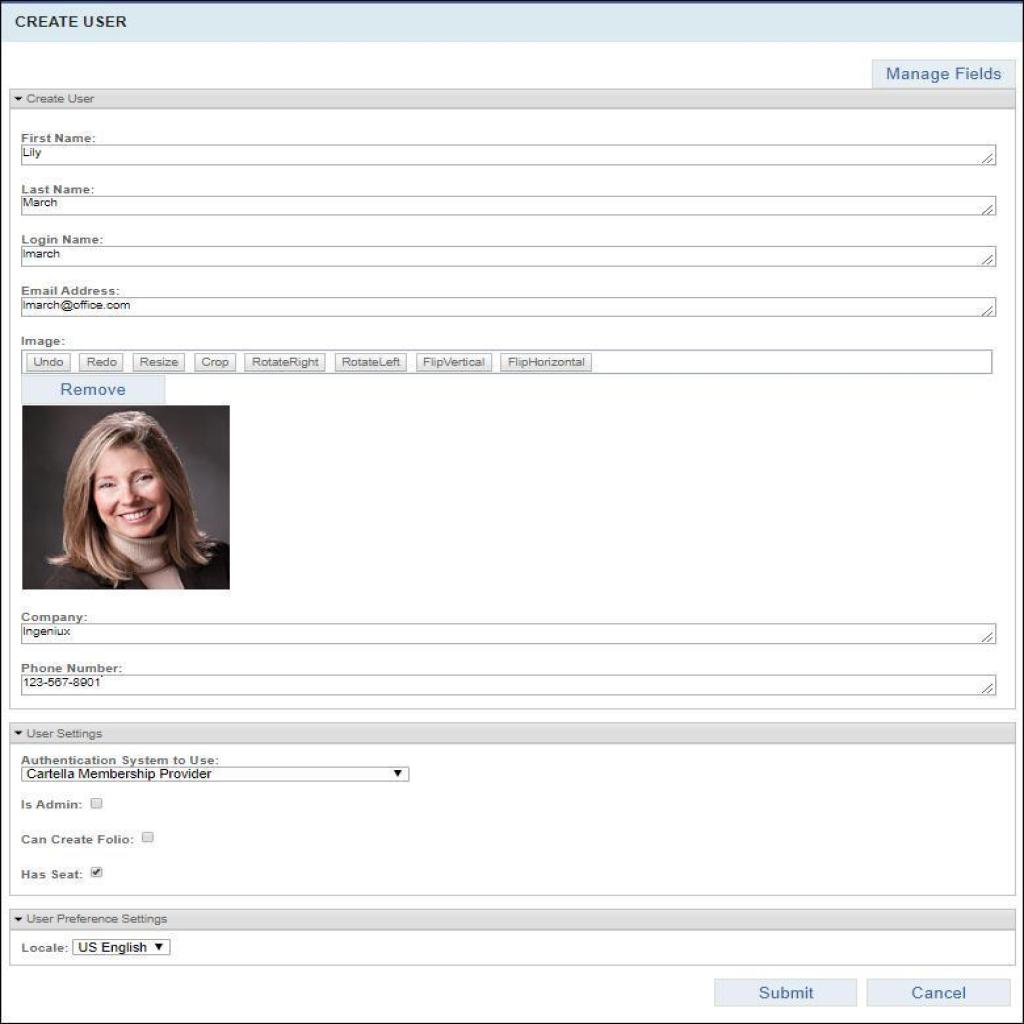 CREATE USER
Manage Fields
Create User
First Name:
Lily
Last Name:
March
Login Name:
lmarch
Email Address:
lmarch@office.com
Image:
Undo Redo Resize Crop RotateRight RotateLeft FlipVertical FlipHorizontal
Remove
Company:
Ingeniux
Phone Number:
123-567-8901
User Settings
Authentication System to Use:
Cartella Membership Provider
Is Admin:
Can Create Folio:
Has Seat:
User Preference Settings
Locale: US English
Submit Cancel